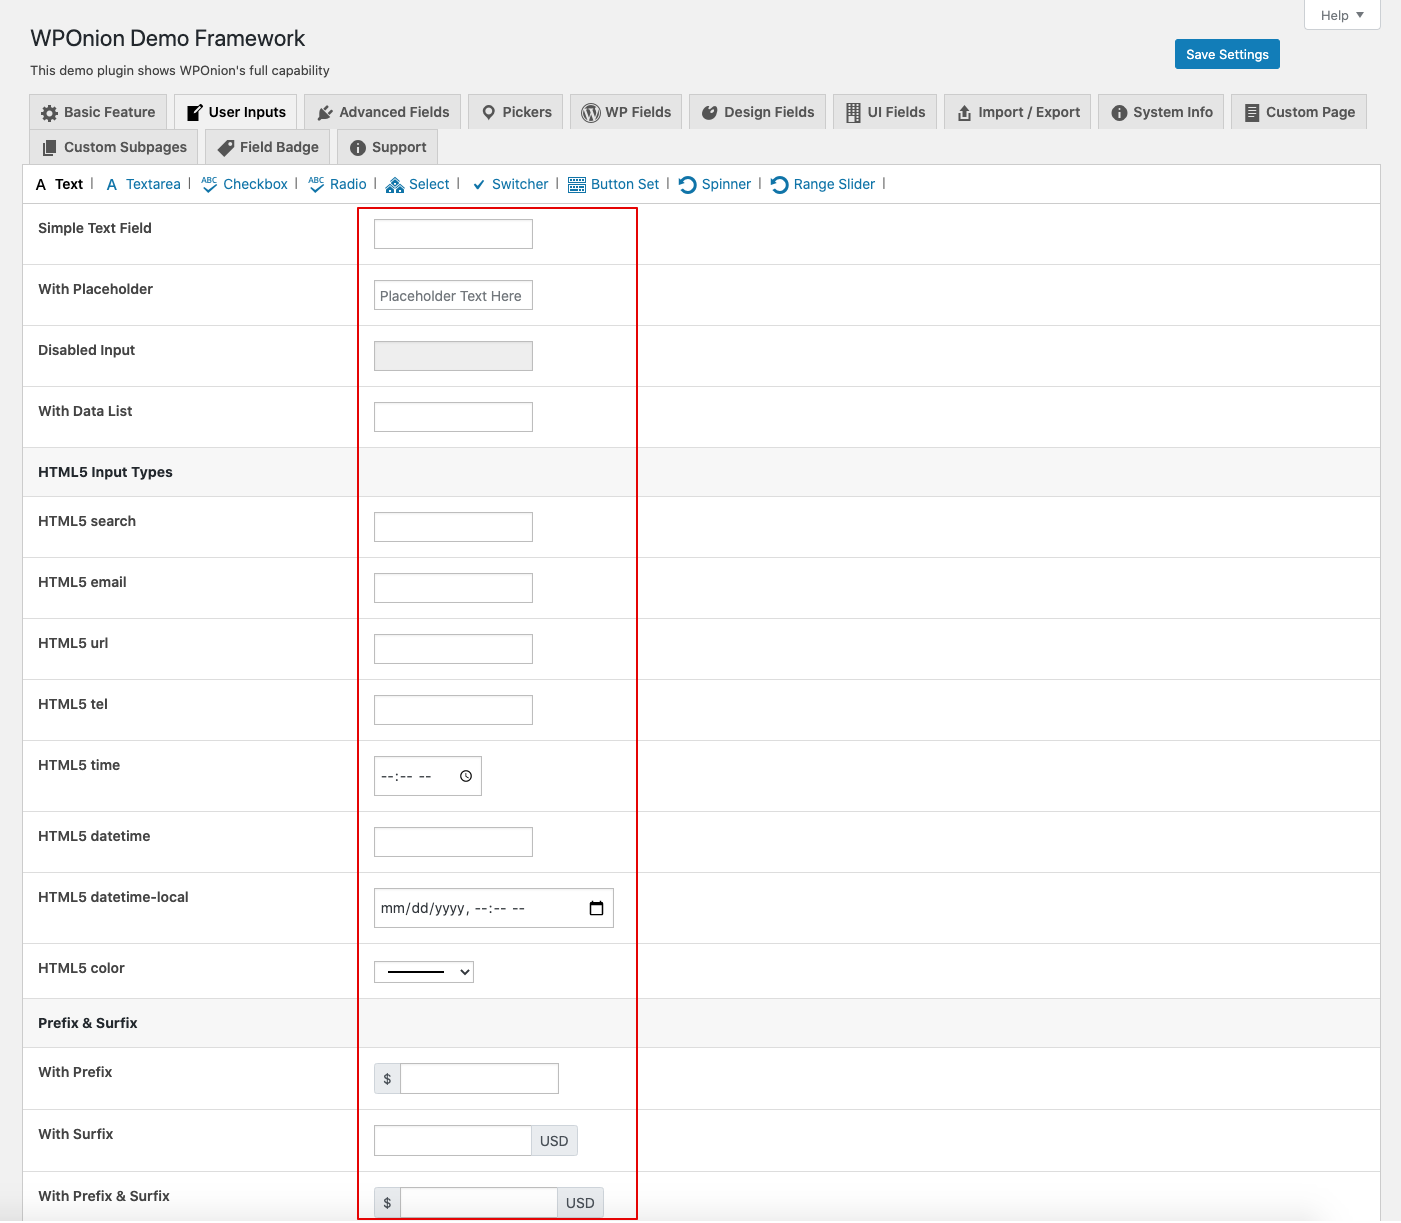 Help
WPOnion Demo Framework
Save Settings
This demo plugin shows WPOnion's full capability
Basic Feature User Inputs Advanced Fields Pickers WP Fields Design Fields UI Fields Import / Export System Info Custom Page
Custom Subpages Field Badge Support
A Text | A Textarea | ABC Checkbox | ABC Radio | Select | Switcher | Button Set | Spinner | Range Slider |
Simple Text Field
With Placeholder Placeholder Text Here
Disabled Input
With Data List
HTML5 Input Types
HTML5 search
HTML5 email
HTML5 url
HTML5 tel
HTML5 time --:-- --
HTML5 datetime
HTML5 datetime-local mm/dd/yyyy, --:-- --
HTML5 color
Prefix & Surfix
With Prefix $
With Surfix USD
With Prefix & Surfix $ USD